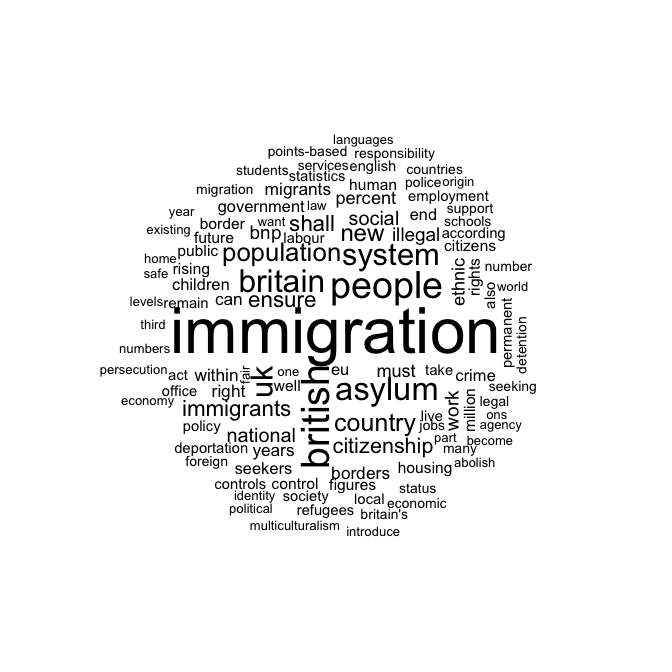 languages
points-based responsibility
services english
students statistics countries
migration migrants human police origin
government law percent employment
year want shall social end support
existing border bnp labour new illegal schools according
future citizens
public population system
home safe rising ethnic rights number
children britain people also world
levels remain can ensure
third immigration permanent
numbers detention
persecution act within fair uk one british eu must take crime
office right well asylum seeking
economy immigrants work million legal
policy country live jobs ons agency
national part become
deportation years citizenship many
foreign seekers borders housing abolish
controls control figures status
identity society local economic
political refugees britain's
multiculturalism introduce